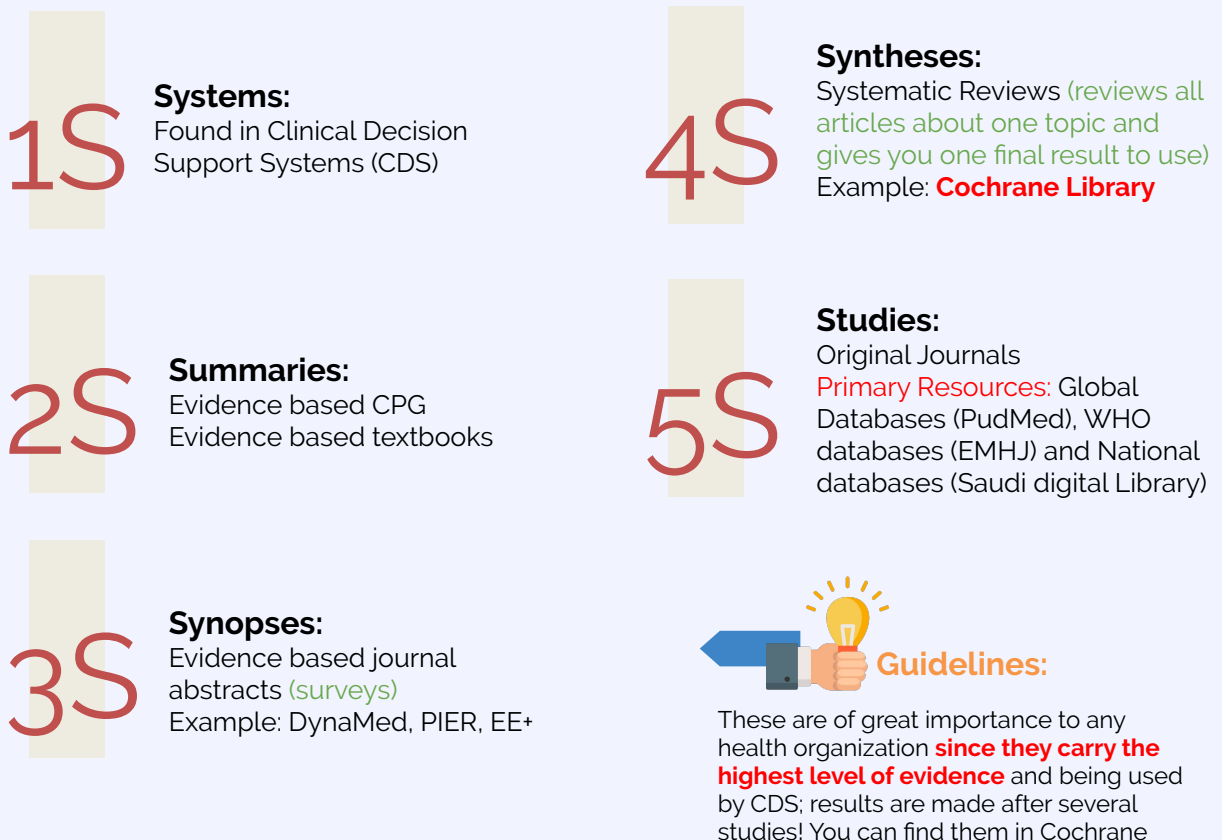 1S
Systems:
Found in Clinical Decision
Support Systems (CDS)
2S
Summaries:
Evidence based CPG
Evidence based textbooks
3S
Synopses:
Evidence based journal
abstracts (surveys)
Example: DynaMed, PIER, EE+
4S
Syntheses:
Systematic Reviews (reviews all
articles about one topic and
gives you one final result to use)
Example: Cochrane Library
5S
Studies:
Original Journals
Primary Resources: Global
Databases (PudMed), WHO
databases (EMHJ) and National
databases (Saudi digital Library)
Guidelines:
These are of great importance to any
health organization since they carry the
highest level of evidence and being used
by CDS; results are made after several
studies! You can find them in Cochrane